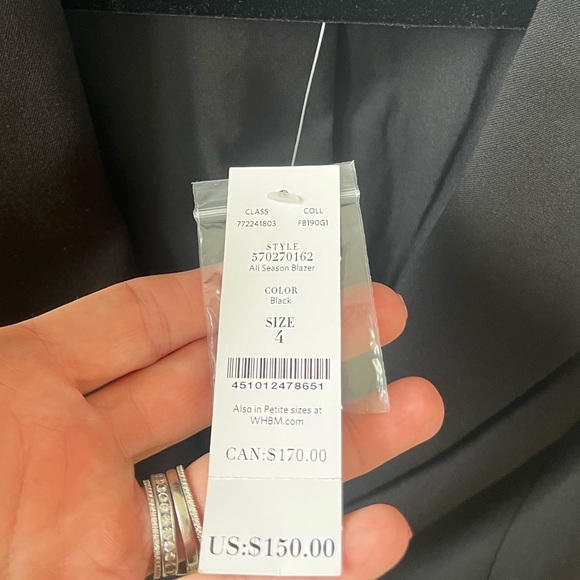 CLASS COLL
772241803 FB190G1
STYLE
570270162
All Season Blazer
COLOR
Black
SIZE
4
451012478651
Also in Petite sizes at
WHBM.com
CAN:$170.00
US:$150.00